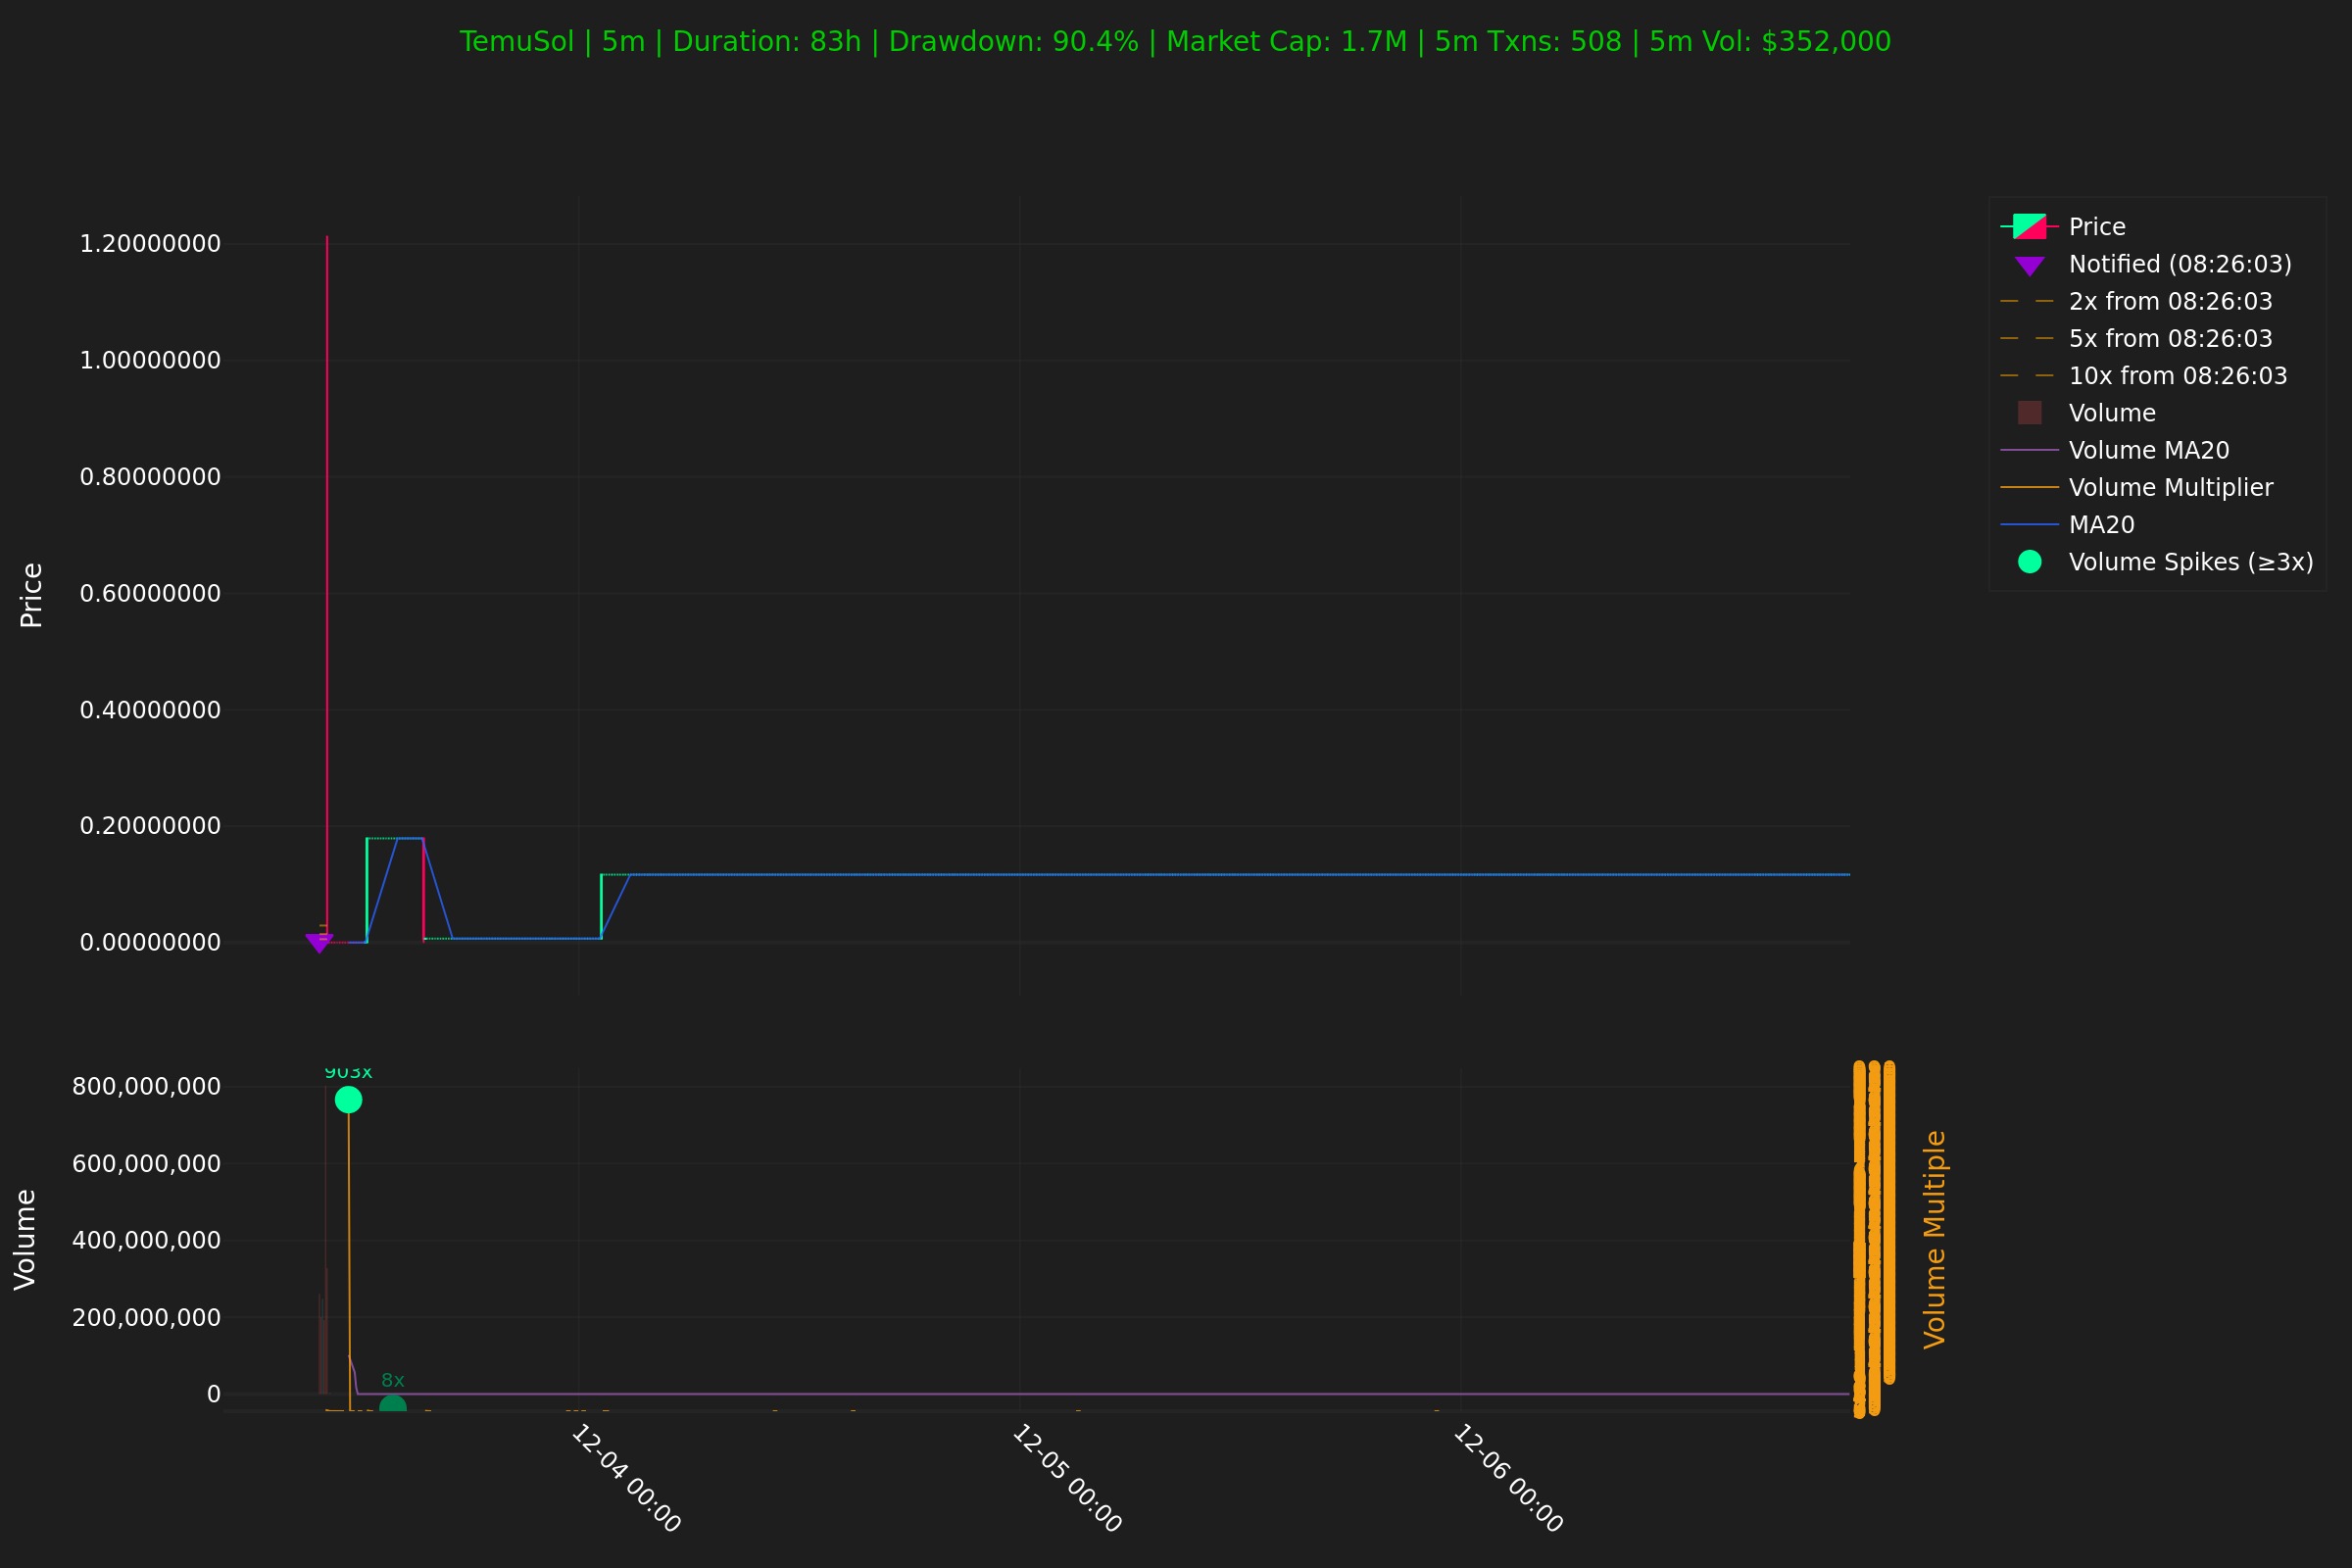 TemuSol | 5m | Duration: 83h | Drawdown: 90.4% | Market Cap: 1.7M | 5m Txns: 508 | 5m Vol: $352,000
Price
1.20000000
1.00000000
0.80000000
0.60000000
0.40000000
0.20000000
0.00000000
Price
Notified (08:26:03)
2x from 08:26:03
5x from 08:26:03
10x from 08:26:03
Volume
Volume MA20
Volume Multiplier
MA20
Volume Spikes (≥3x)
Volume
800,000,000
600,000,000
400,000,000
200,000,000
0
903x
8x
Volume Multiple
12-04 00:00
12-05 00:00
12-06 00:00